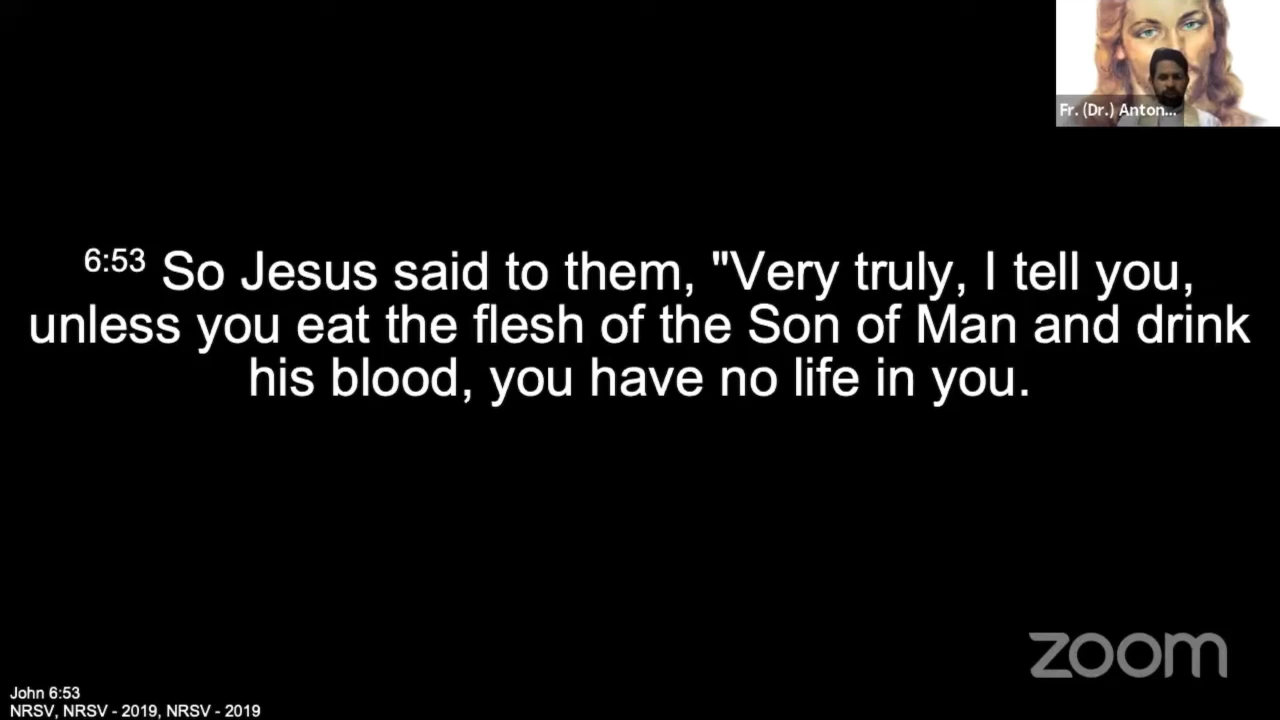 Fr. (Dr.) Anton...
6:53 So Jesus said to them, "Very truly, I tell you,
unless you eat the flesh of the Son of Man and drink
his blood, you have no life in you.
zoom
John 6:53
NRSV, NRSV - 2019, NRSV - 2019